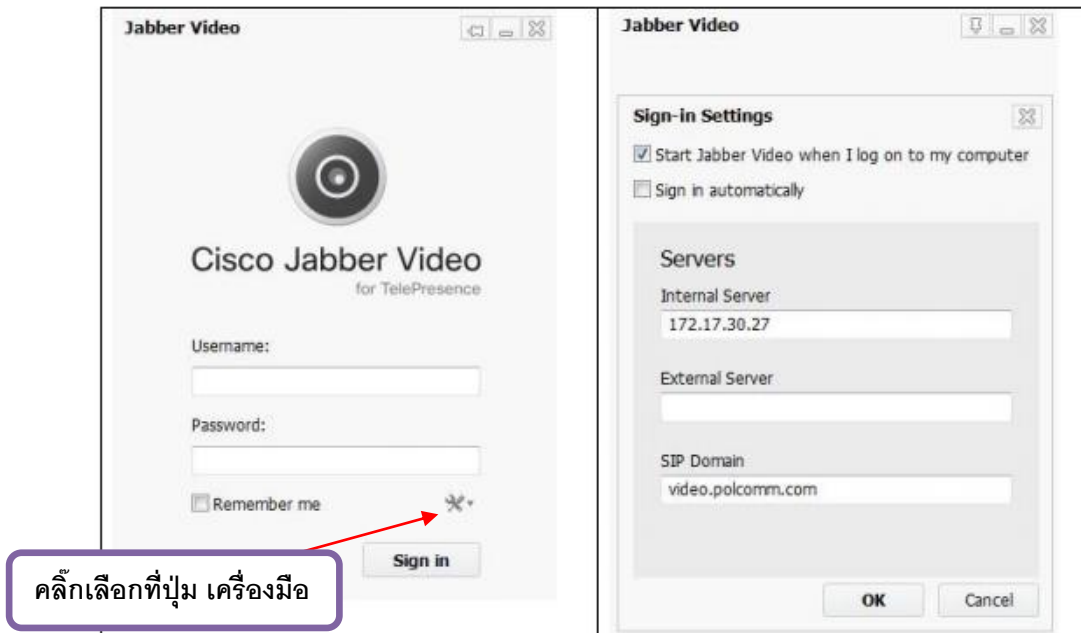 Jabber Video
Cisco Jabber Video
for TelePresence
Username:
Password:
Remember me
Sign in
คลิ๊กเลือกที่ปุ่ม เครื่องมือ
Jabber Video
Sign-in Settings
Start Jabber Video when I log on to my computer
Sign in automatically
Servers
Internal Server
172.17.30.27
External Server
SIP Domain
video.polcomm.com
OK
Cancel